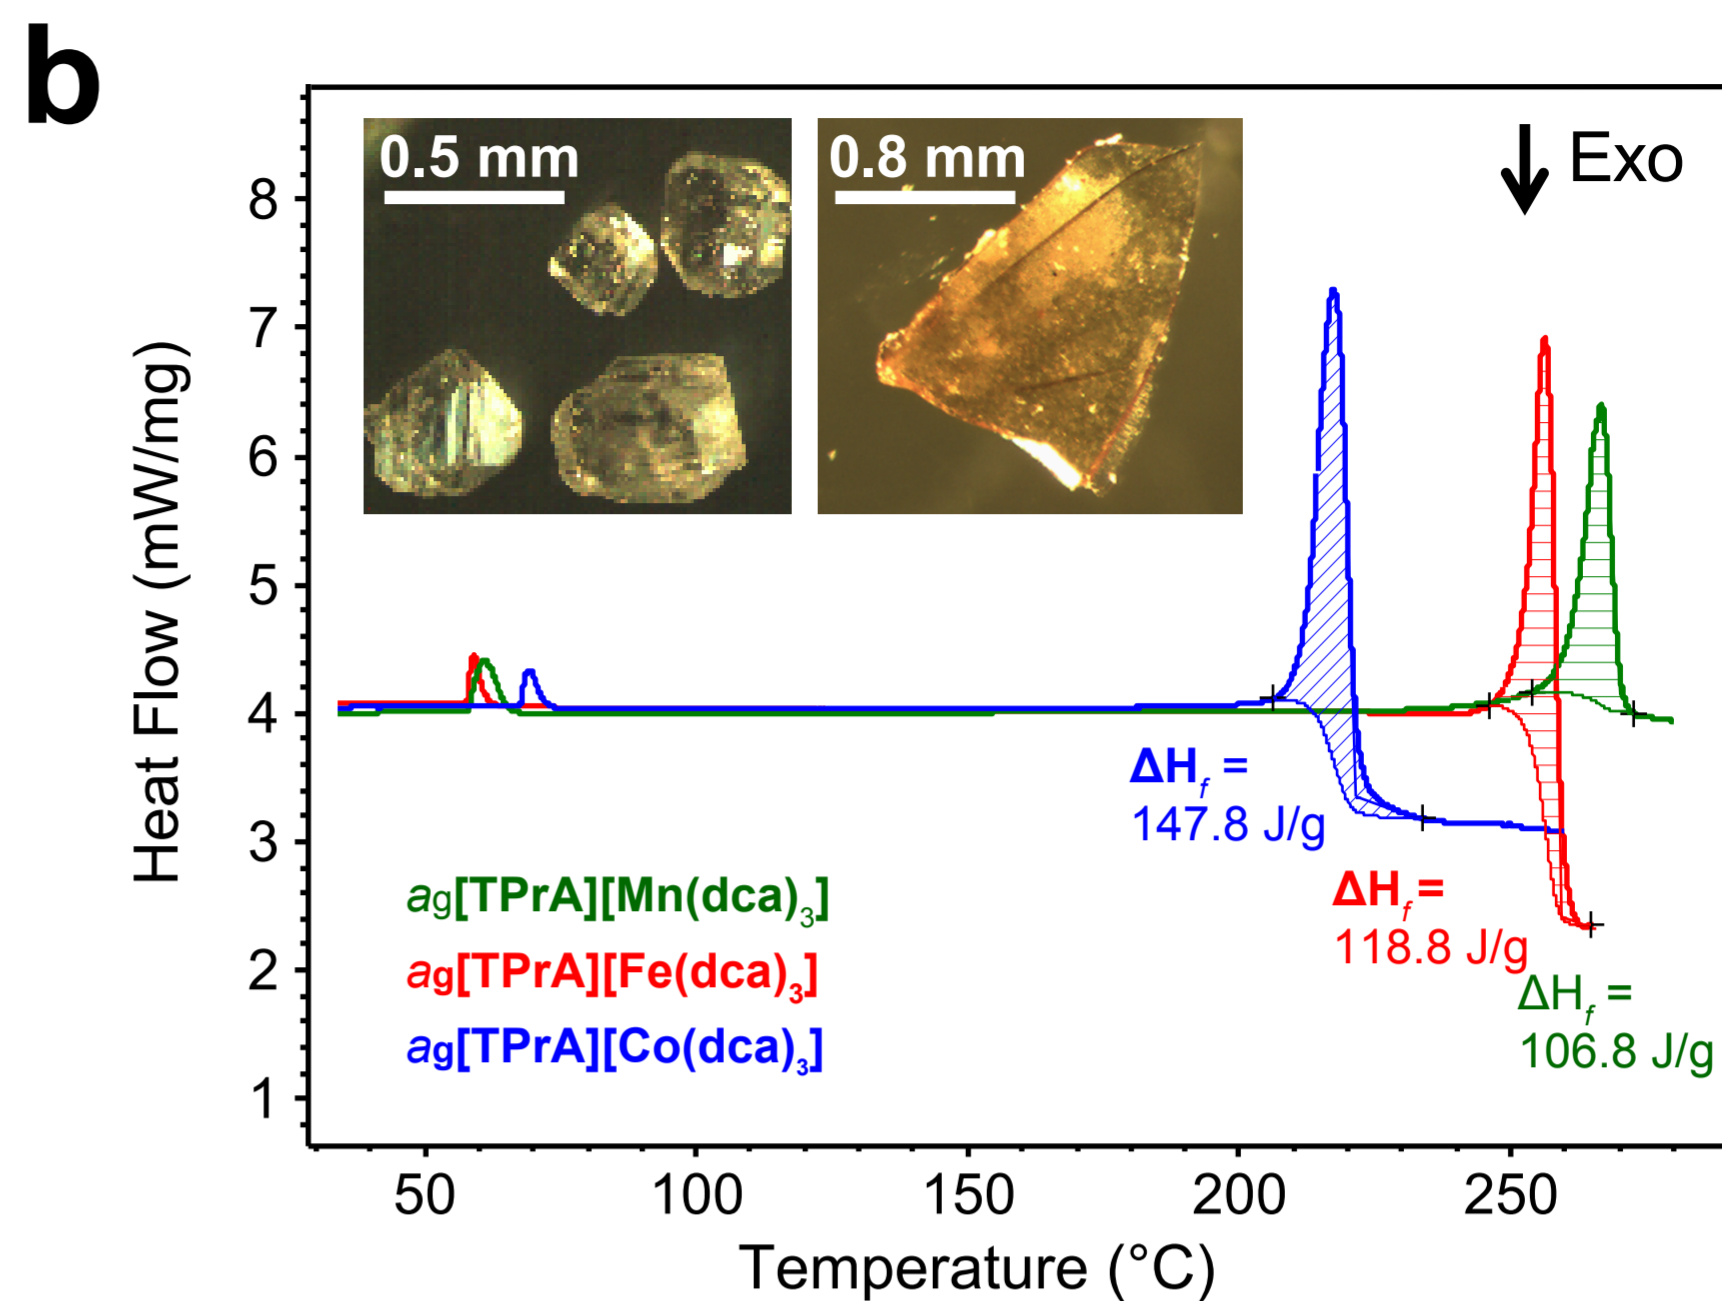 b
0.5 mm
0.8 mm
Exo
8
7
6
5
4
3
2
1
Heat Flow (mW/mg)
ΔHf =
147.8 J/g
ΔHf =
118.8 J/g
ΔHf =
106.8 J/g
ag[TPrA][Mn(dca)3]
ag[TPrA][Fe(dca)3]
ag[TPrA][Co(dca)3]
50 100 150 200 250
Temperature (°C)